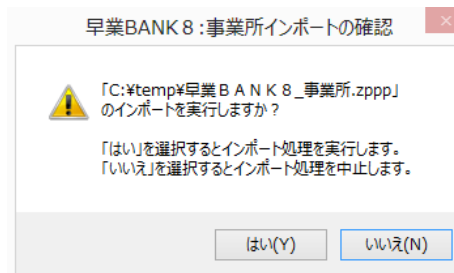 早業BANK８:事業所インポートの確認
「C:¥temp¥早業ＢＡＮＫ８_事業所.zppp」
のインポートを実行しますか？
「はい」を選択するとインポート処理を実行します。
「いいえ」を選択するとインポート処理を中止します。
はい(Y)
いいえ(N)